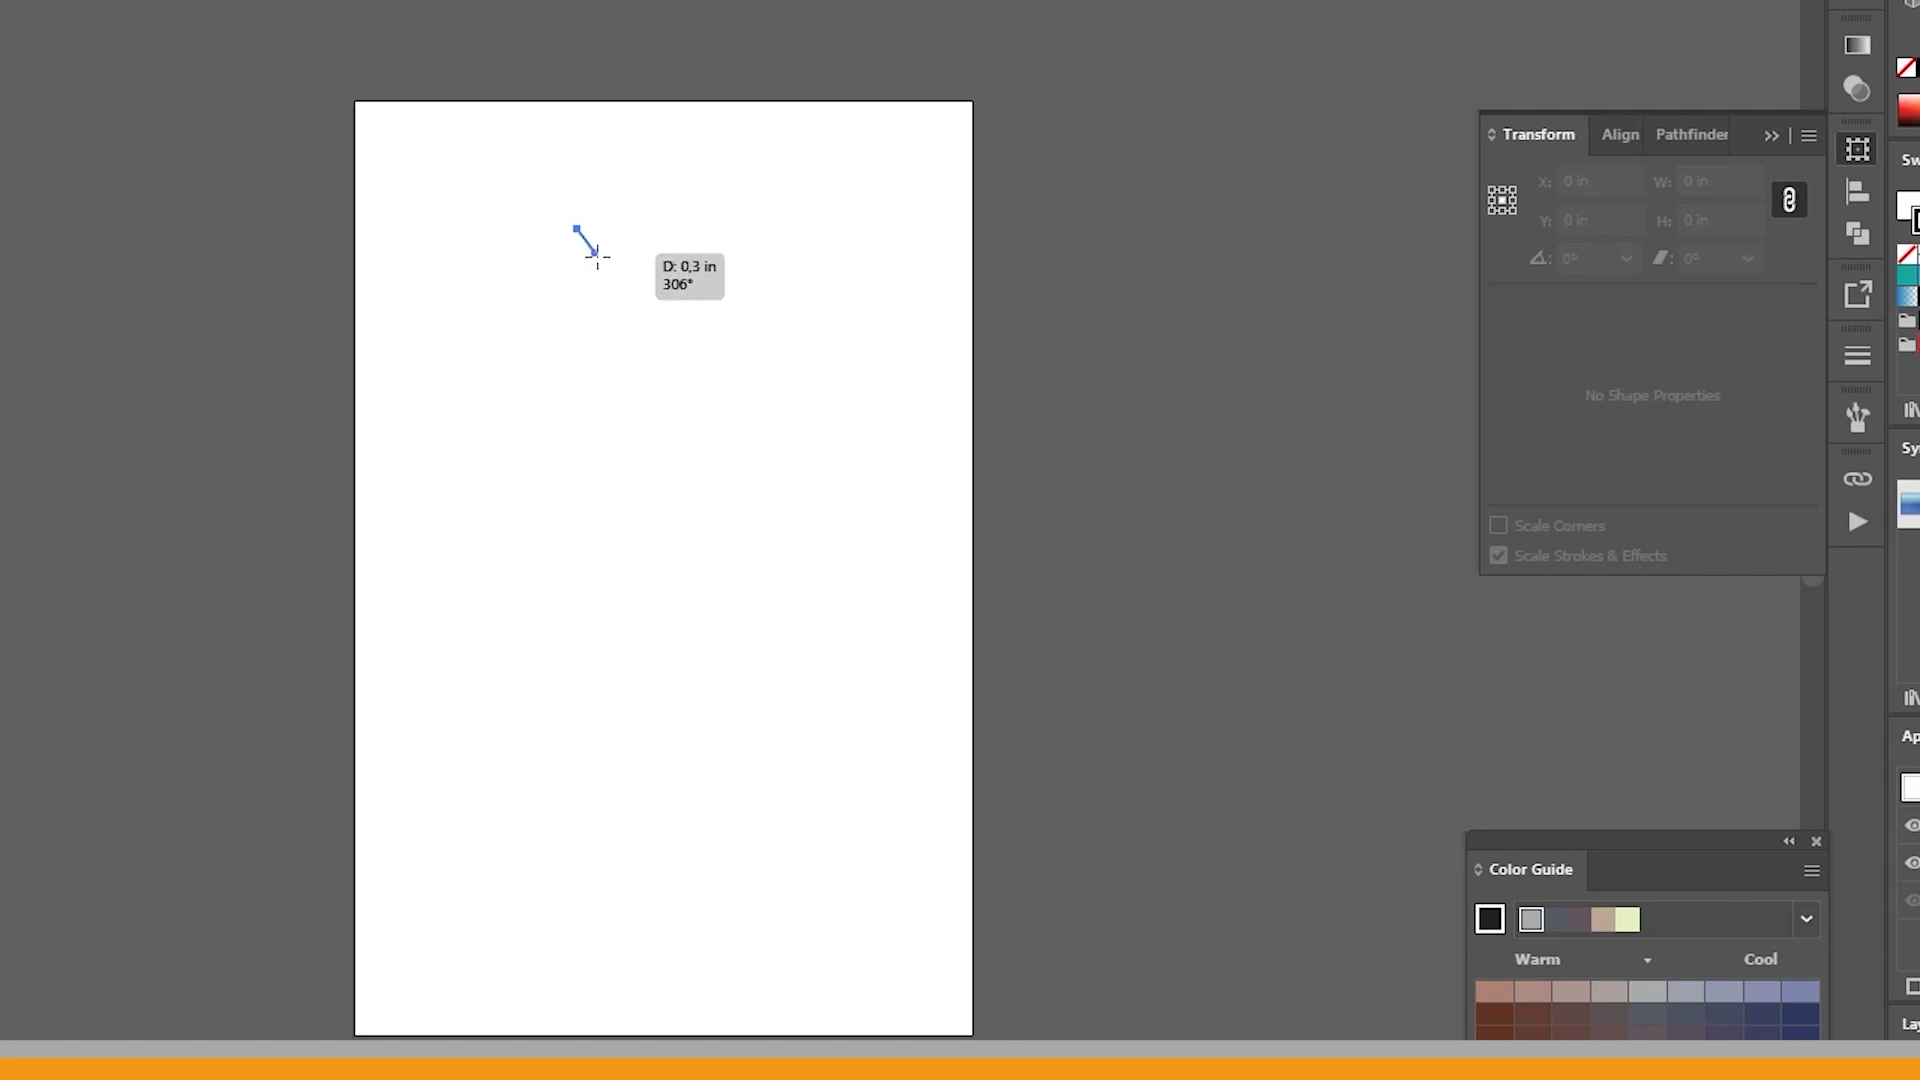 Transform Align Pathfinder
X: 0 in W: 0 in
Y: 0 in H: 0 in
0° 0°
D: 0,3 in
306°
No Shape Properties
Scale Corners
Scale Strokes & Effects
Color Guide
Warm Cool
Sw
Sy
Ap
Lay